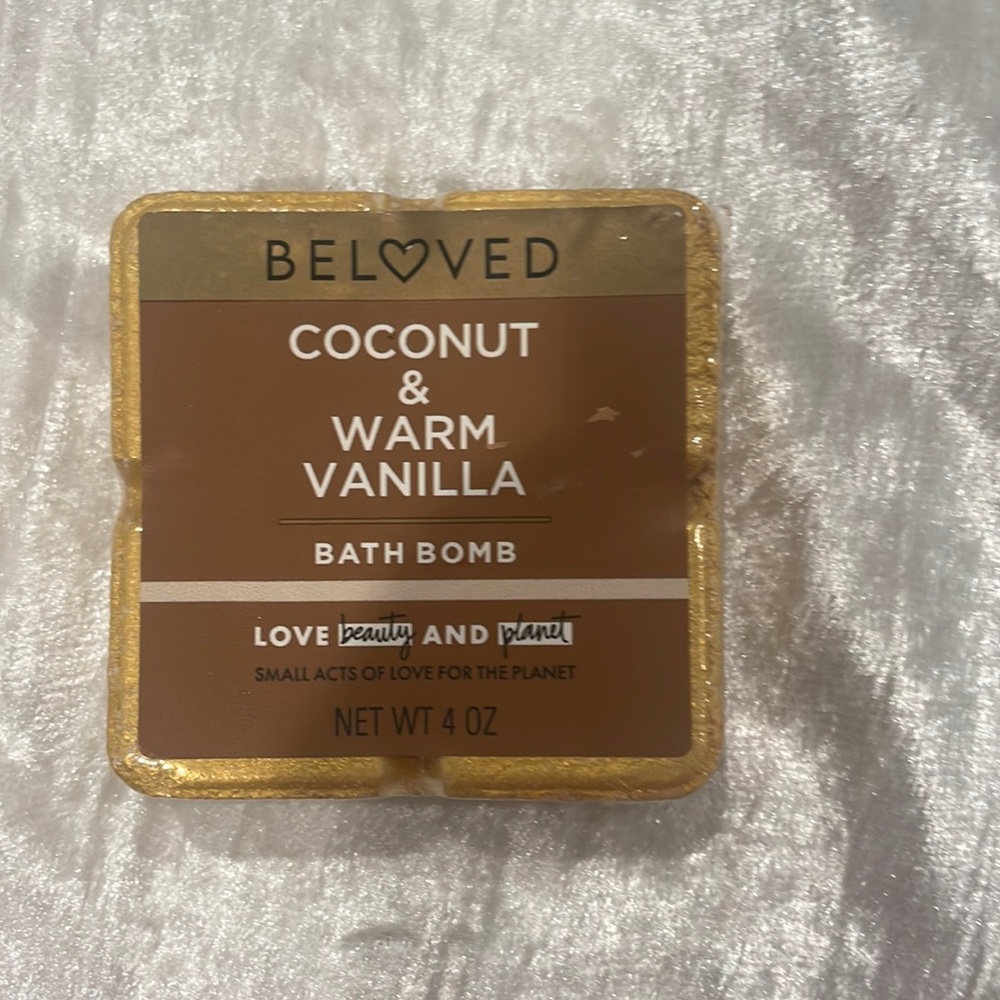 BELOVED
COCONUT
&
WARM
VANILLA
BATH BOMB
LOVE beauty AND planet
SMALL ACTS OF LOVE FOR THE PLANET
NET WT 4 OZ